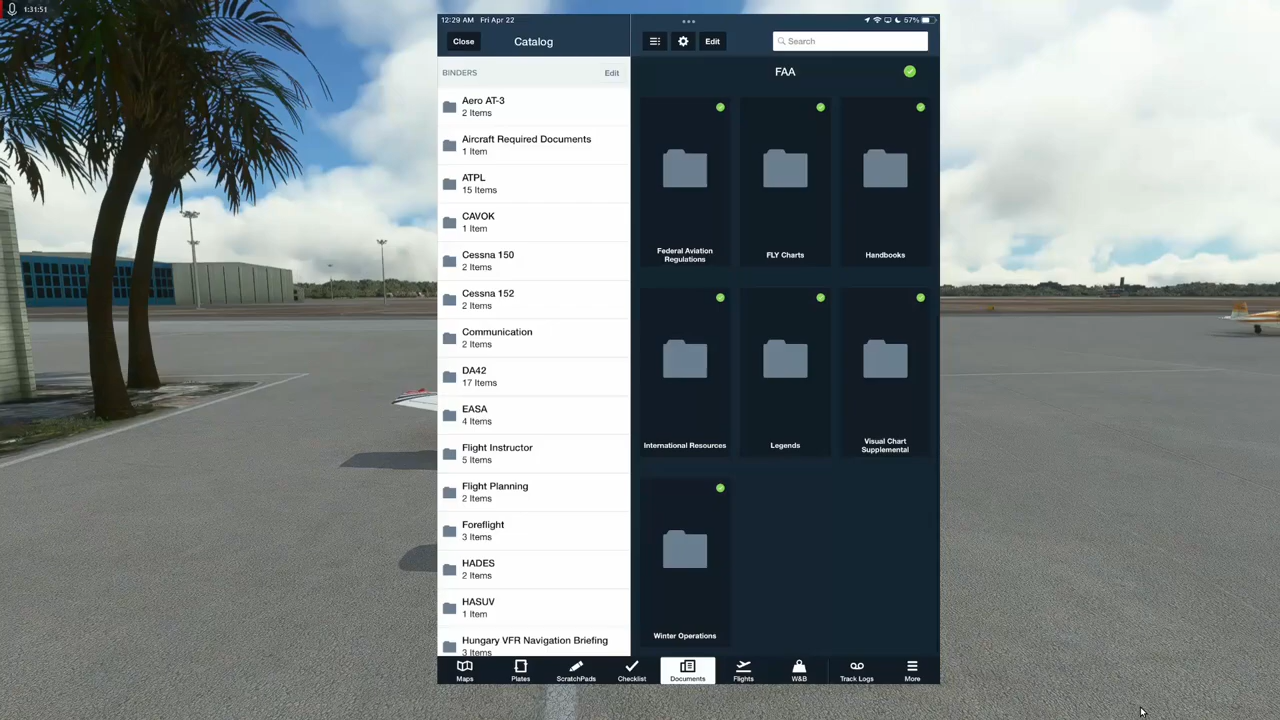 1:31:51
12:29 AM Fri Apr 22
57%
Close
Catalog
Edit
Search
BINDERS
Edit
FAA
Aero AT-3
2 Items
Aircraft Required Documents
1 Item
ATPL
15 Items
CAVOK
1 Item
Cessna 150
2 Items
Cessna 152
2 Items
Communication
2 Items
DA42
17 Items
EASA
4 Items
Flight Instructor
5 Items
Flight Planning
2 Items
Foreflight
3 Items
HADES
2 Items
HASUV
1 Item
Hungary VFR Navigation Briefing
3 Items
Federal Aviation
Regulations
FLY Charts
Handbooks
International Resources
Legends
Visual Chart
Supplemental
Winter Operations
Maps
Plates
ScratchPads
Checklist
Documents
Flights
W&B
Track Logs
More